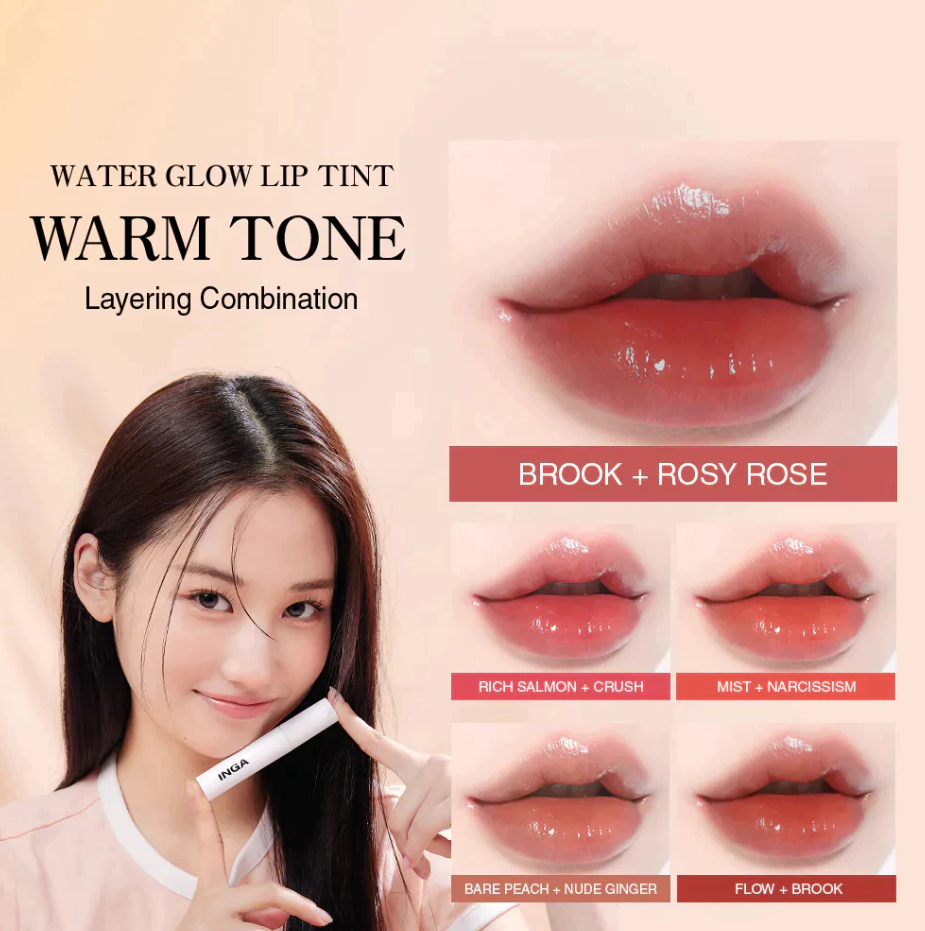 WATER GLOW LIP TINT
WARM TONE
Layering Combination
BROOK + ROSY ROSE
RICH SALMON + CRUSH
MIST + NARCISSISM
INGA
BARE PEACH + NUDE GINGER
FLOW + BROOK